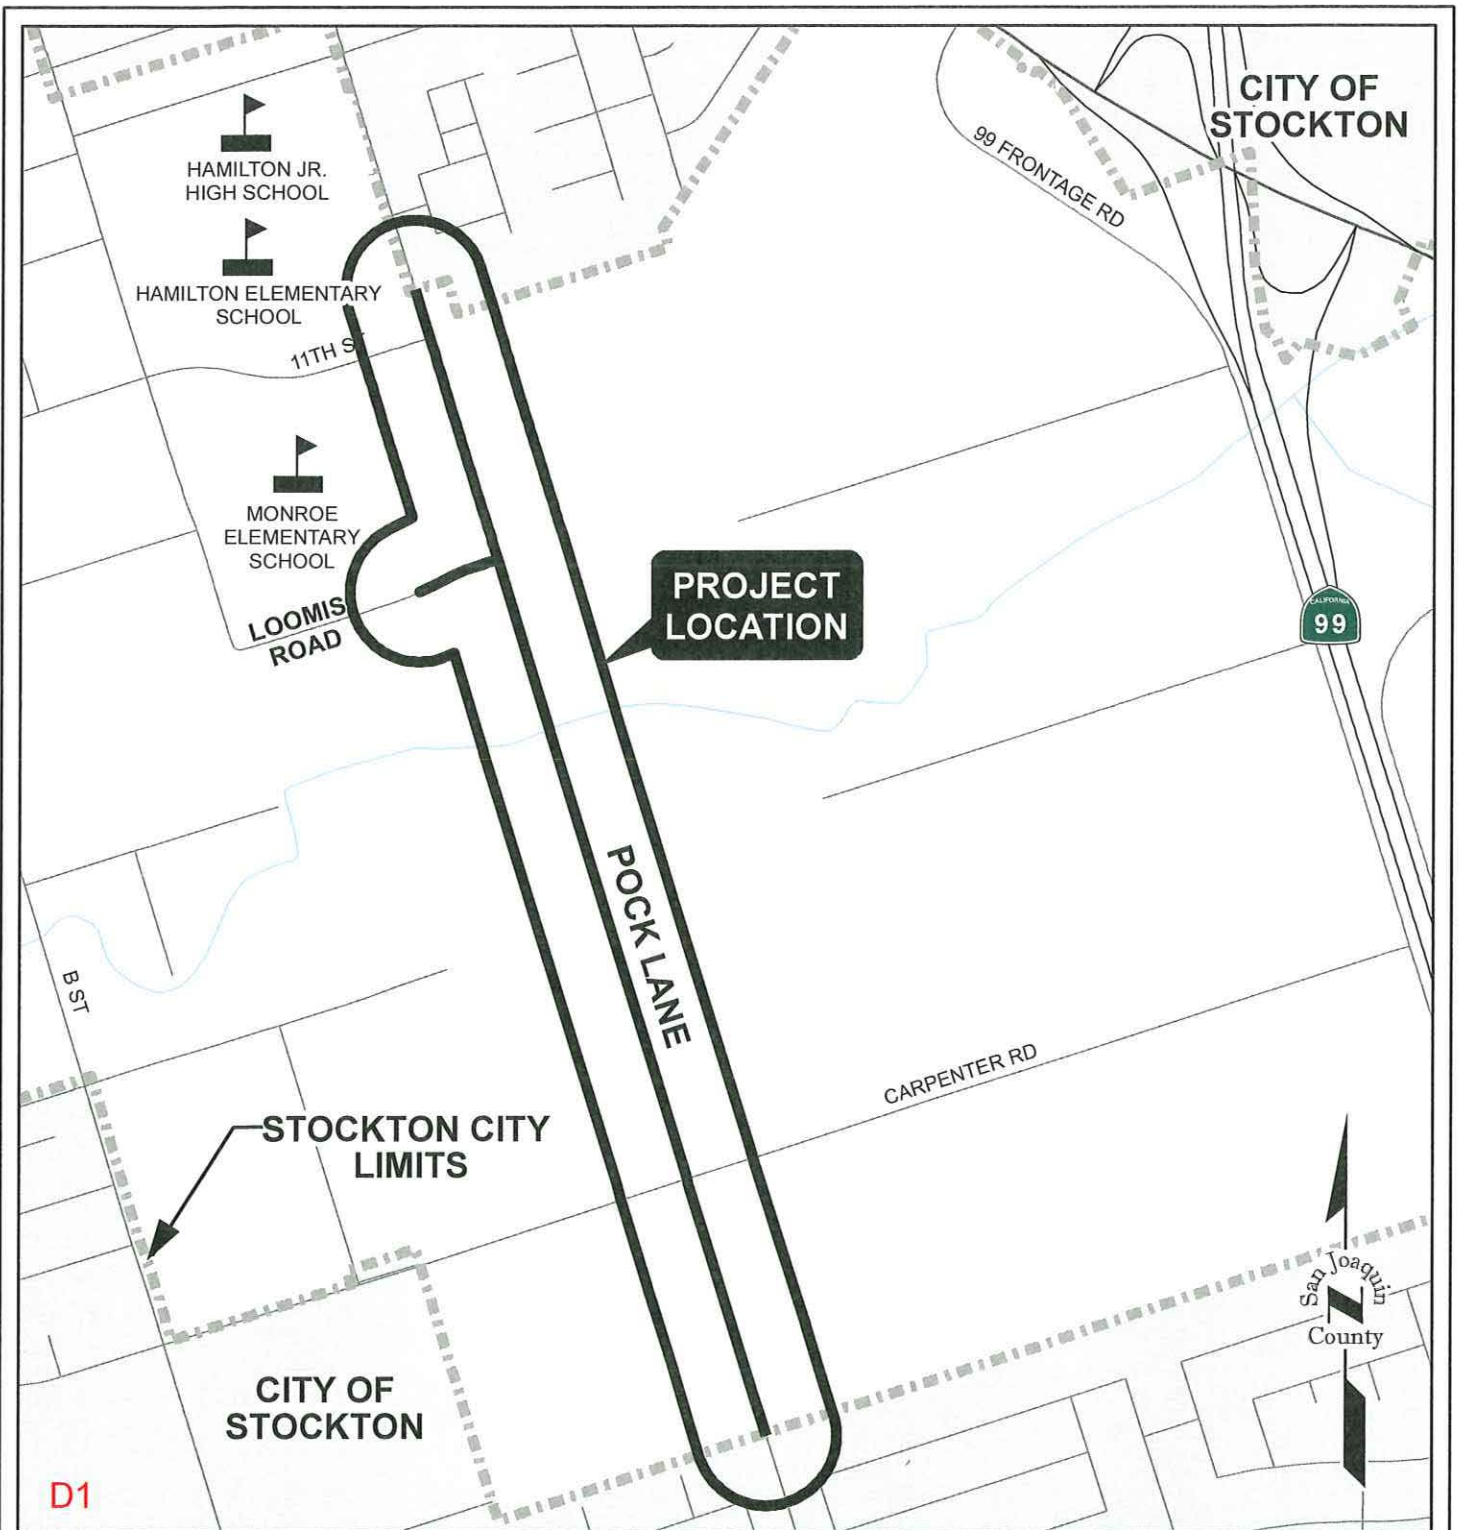 CITY OF
STOCKTON
99 FRONTAGE RD
HAMILTON JR.
HIGH SCHOOL
HAMILTON ELEMENTARY
SCHOOL
11TH ST
MONROE
ELEMENTARY
SCHOOL
LOOMIS
ROAD
PROJECT
LOCATION
CALIFORNIA
99
POCK LANE
B ST
CARPENTER RD
STOCKTON CITY
LIMITS
San Joaquin
N
County
CITY OF
STOCKTON
D1